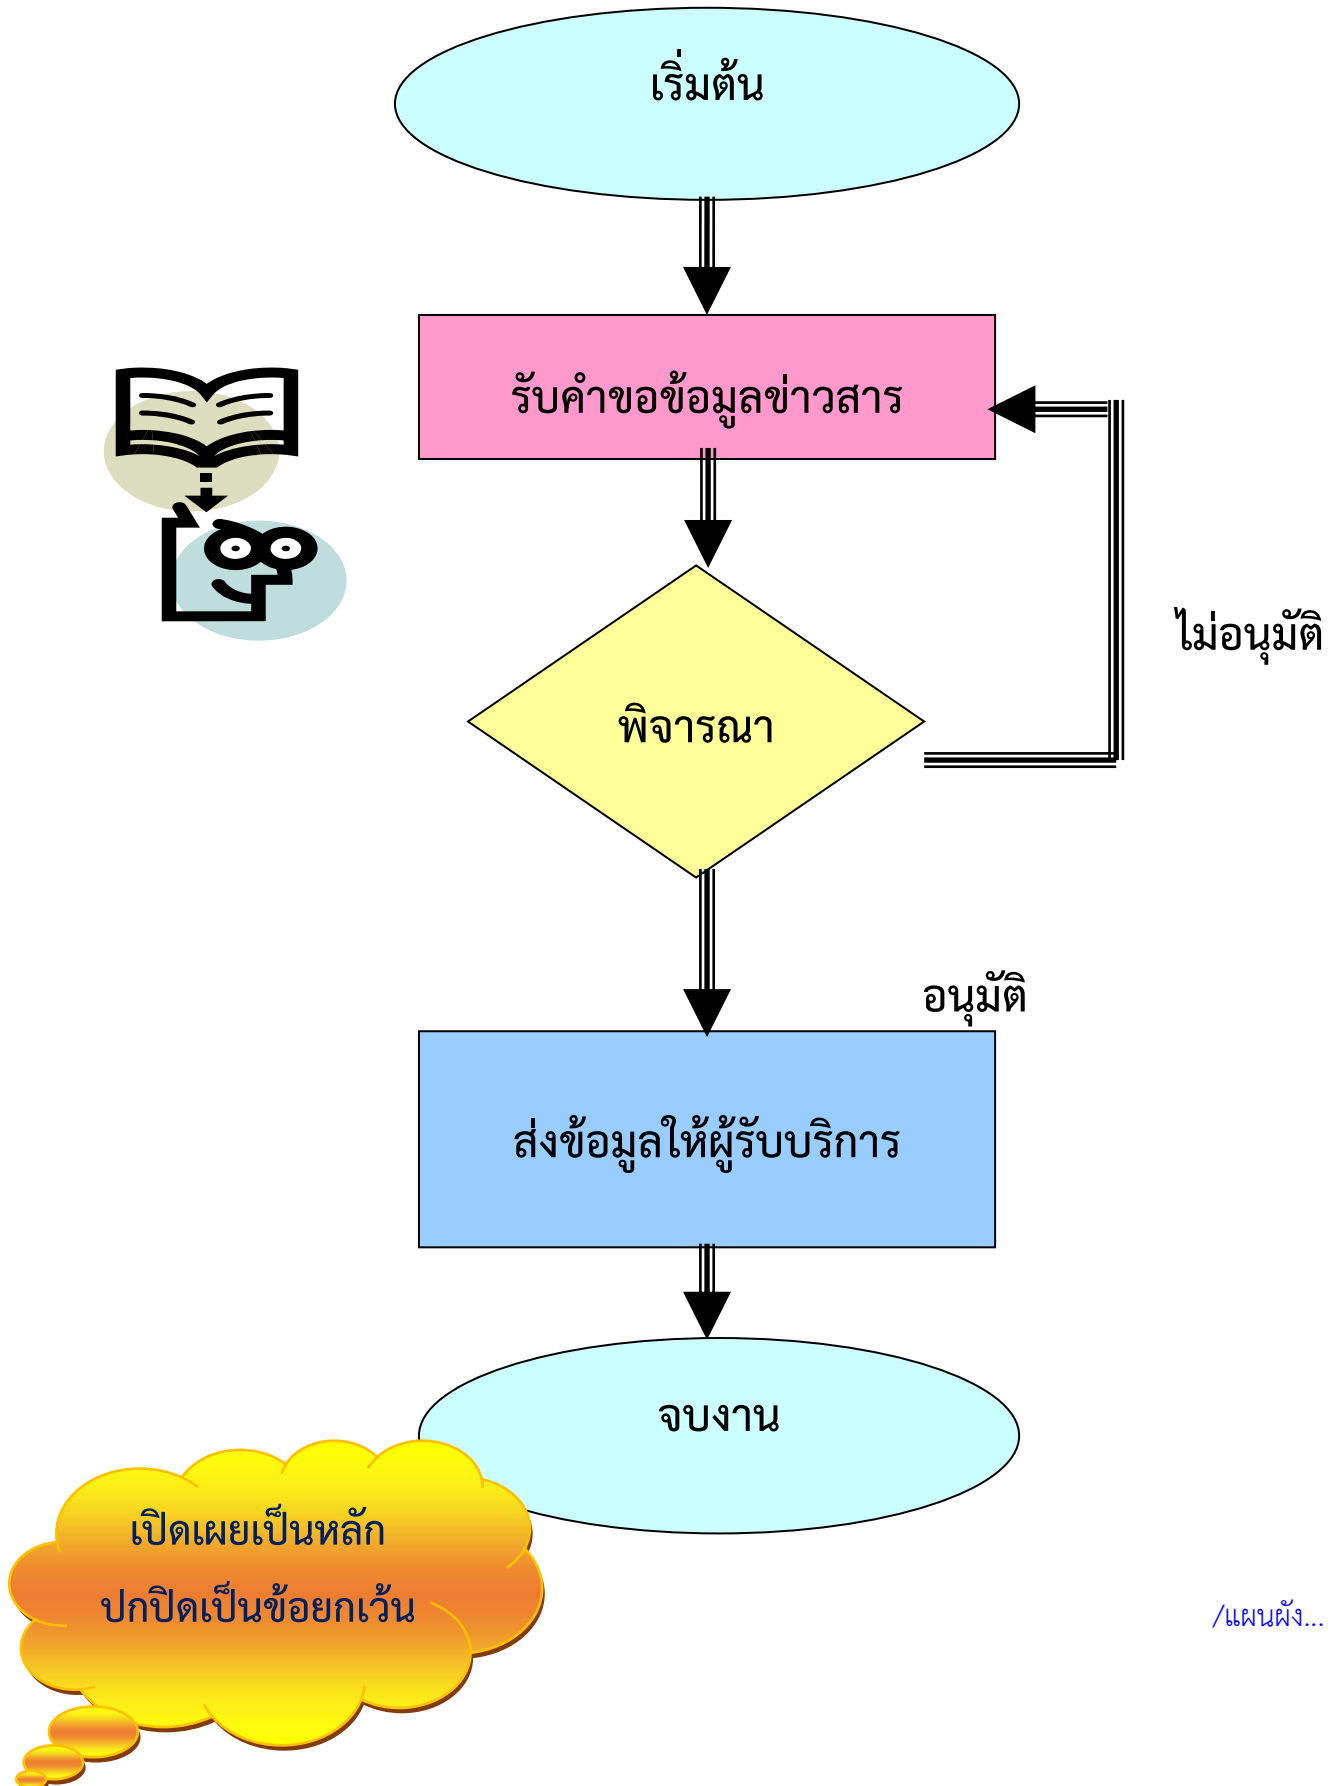 เริ่มต้น
รับคำขอข้อมูลข่าวสาร
ไม่อนุมัติ
พิจารณา
อนุมัติ
ส่งข้อมูลให้ผู้รับบริการ
จบงาน
เปิดเผยเป็นหลัก
ปกปิดเป็นข้อยกเว้น
/แผนผัง...